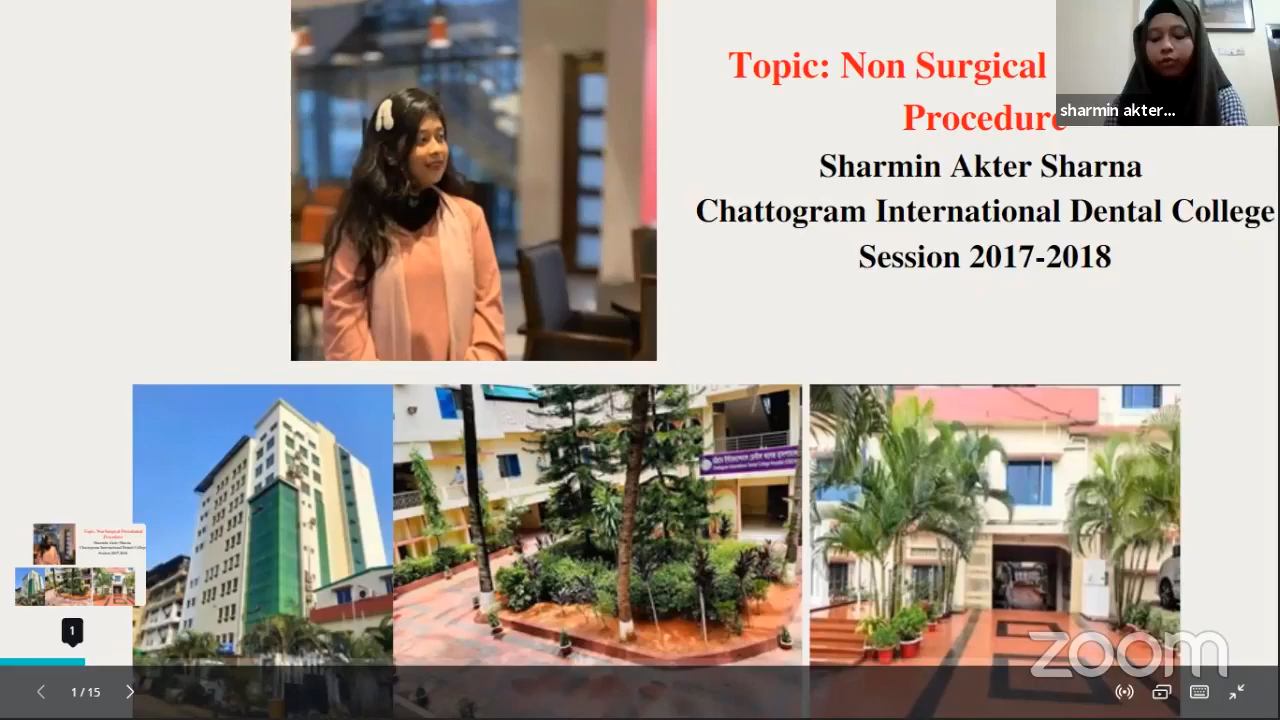 Topic: Non Surgical
Procedure
Sharmin Akter Sharna
Chattogram International Dental College
Session 2017-2018
sharmin akter...
1
1 / 15
zoom